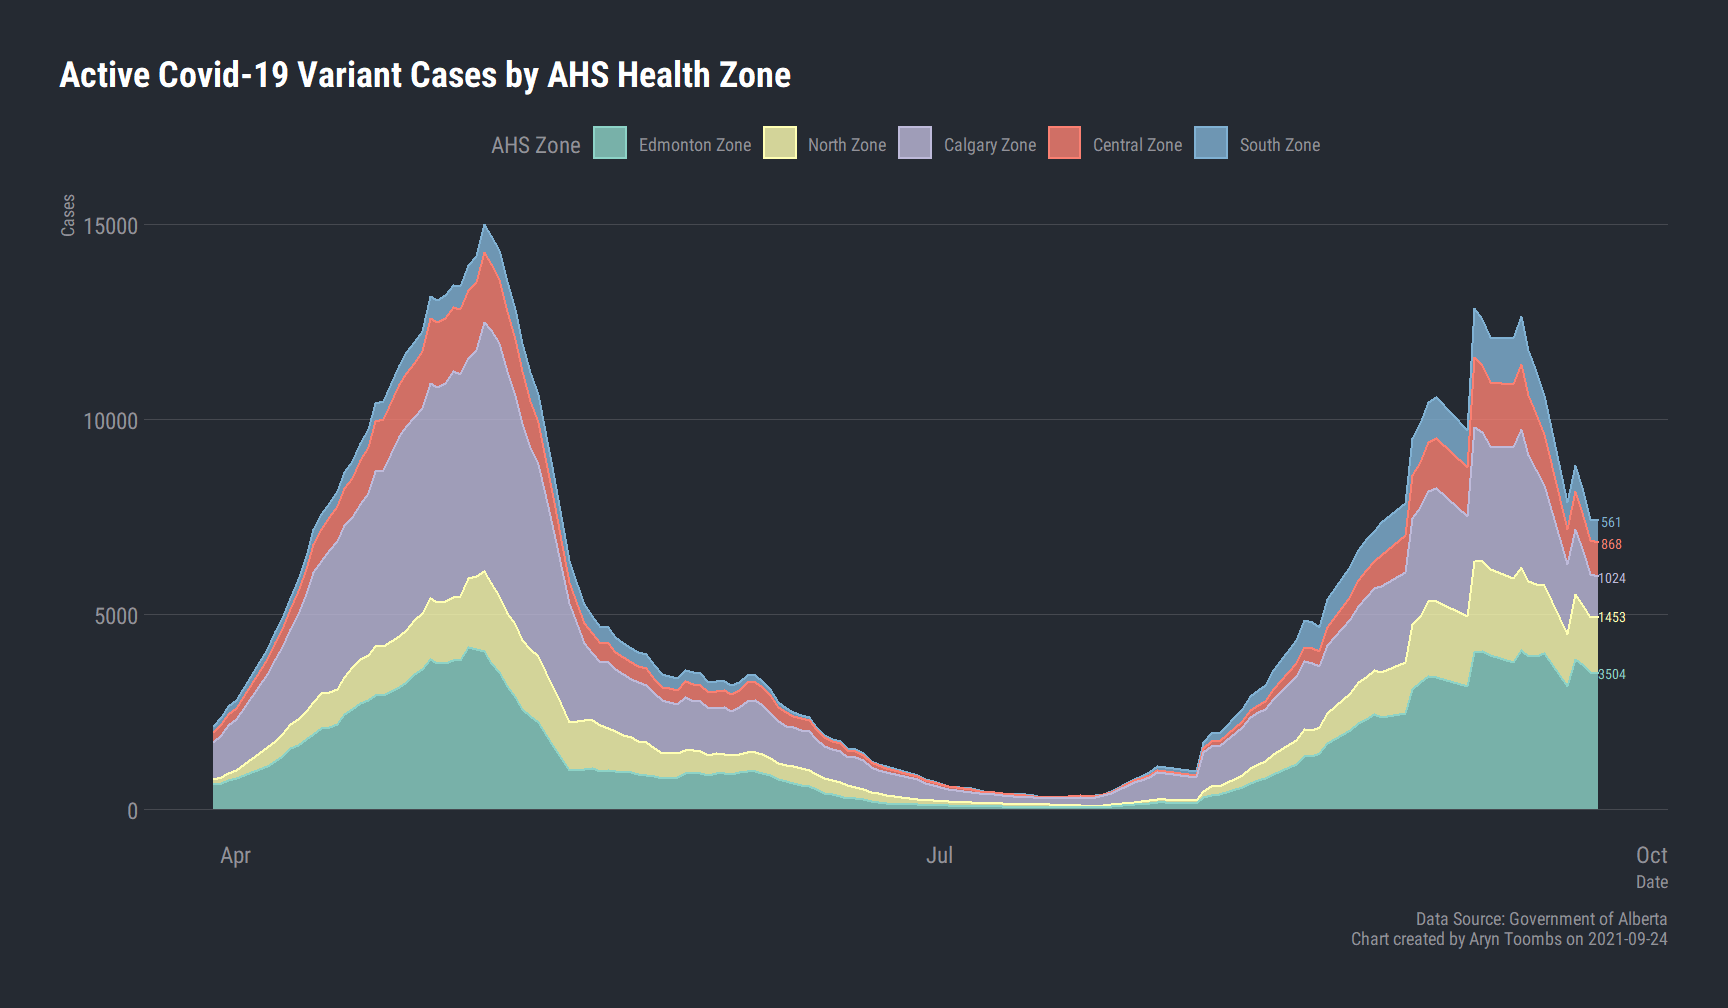 Active Covid-19 Variant Cases by AHS Health Zone
AHS Zone Edmonton Zone North Zone Calgary Zone Central Zone South Zone
Cases
15000
10000
5000
0
561
868
1024
1453
3504
Apr Jul Oct
Date
Data Source: Government of Alberta
Chart created by Aryn Toombs on 2021-09-24